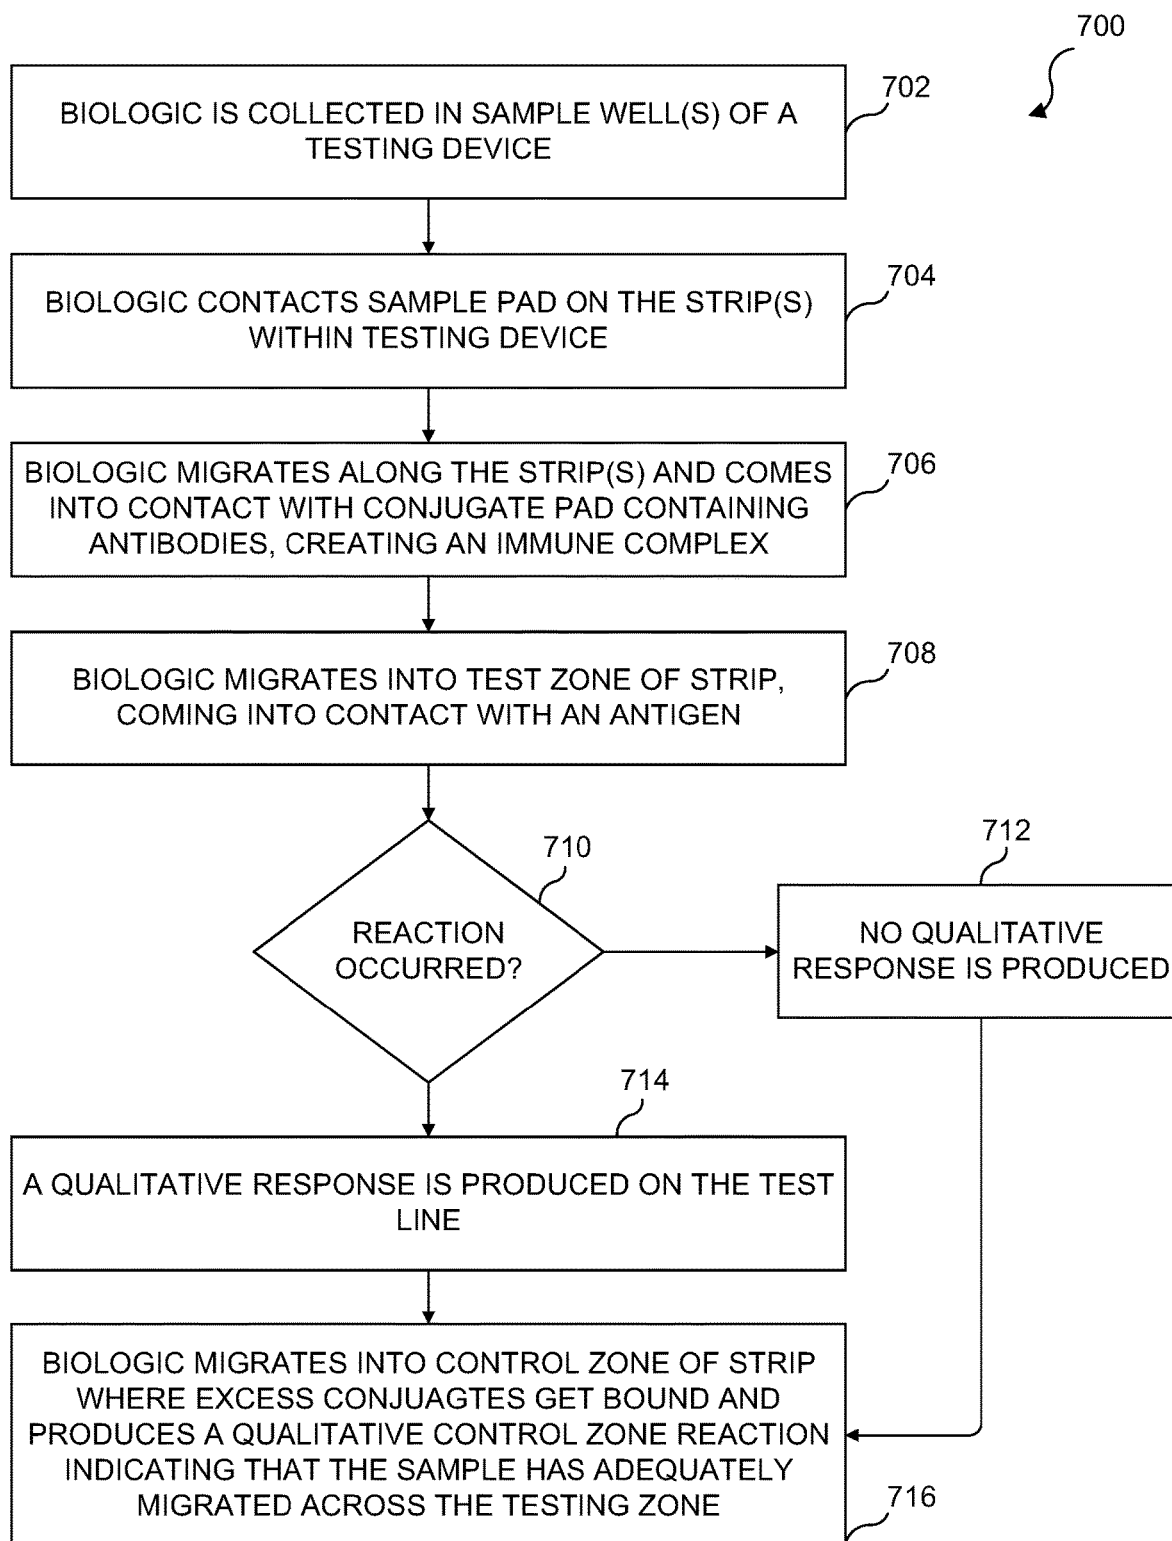 700
BIOLOGIC IS COLLECTED IN SAMPLE WELL(S) OF A
TESTING DEVICE
702
BIOLOGIC CONTACTS SAMPLE PAD ON THE STRIP(S)
WITHIN TESTING DEVICE
704
BIOLOGIC MIGRATES ALONG THE STRIP(S) AND COMES
INTO CONTACT WITH CONJUGATE PAD CONTAINING
ANTIBODIES, CREATING AN IMMUNE COMPLEX
706
BIOLOGIC MIGRATES INTO TEST ZONE OF STRIP,
COMING INTO CONTACT WITH AN ANTIGEN
708
REACTION
OCCURRED?
710
NO QUALITATIVE
RESPONSE IS PRODUCED
712
A QUALITATIVE RESPONSE IS PRODUCED ON THE TEST
LINE
714
BIOLOGIC MIGRATES INTO CONTROL ZONE OF STRIP
WHERE EXCESS CONJUAGTES GET BOUND AND
PRODUCES A QUALITATIVE CONTROL ZONE REACTION
INDICATING THAT THE SAMPLE HAS ADEQUATELY
MIGRATED ACROSS THE TESTING ZONE
716